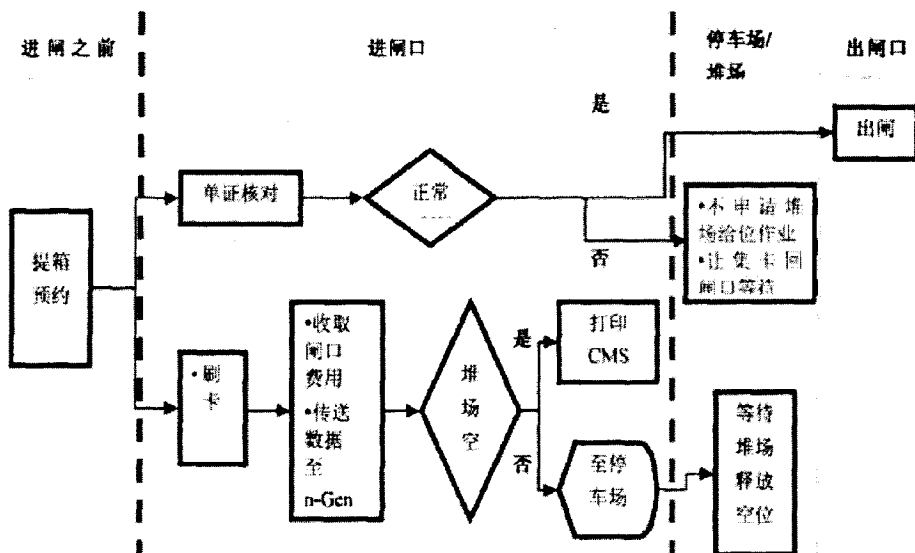 进闸之前
进闸口
停车场/
堆场
出闸口
是
出闸
单证核对
正常
否
•不申请堆
场给位作业
•让集卡回
闸口等待
提箱
预约
•刷
卡
•收取
闸口
费用
•传送
数据
至
n-Gen
堆
场
空
是
打印
CMS
否
至停
车场
等待
堆场
释放
空位